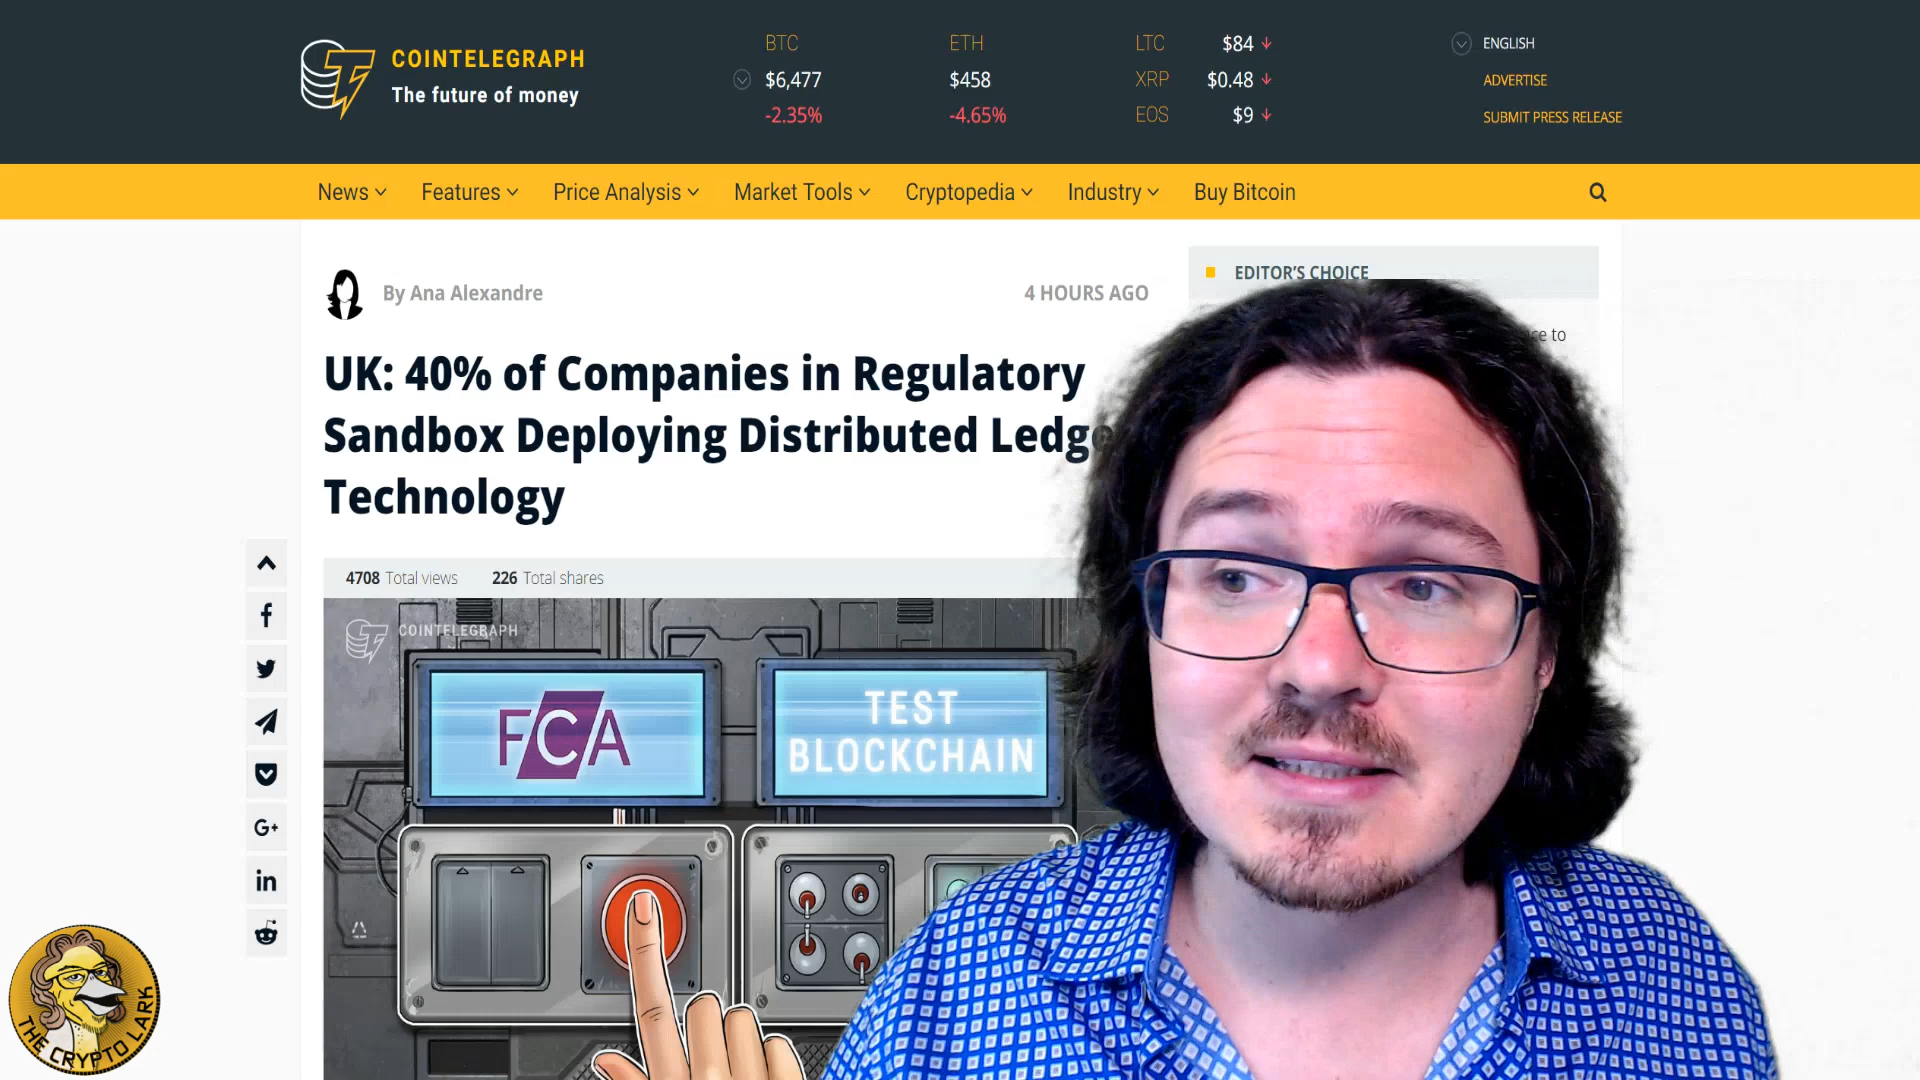 COINTELEGRAPH
The future of money
BTC
$6,477
-2.35%
ETH
$458
-4.65%
LTC $84
XRP $0.48
EOS $9
ENGLISH
ADVERTISE
SUBMIT PRESS RELEASE
News
Features
Price Analysis
Market Tools
Cryptopedia
Industry
Buy Bitcoin
By Ana Alexandre
4 HOURS AGO
UK: 40% of Companies in Regulatory
Sandbox Deploying Distributed
Technology
4708 Total views 226 Total shares
EDITOR'S CHOICE
to
COINTELEGRAPH
FCA
TEST
BLOCKCHAIN
G+
in
THE CRYPTO LARK